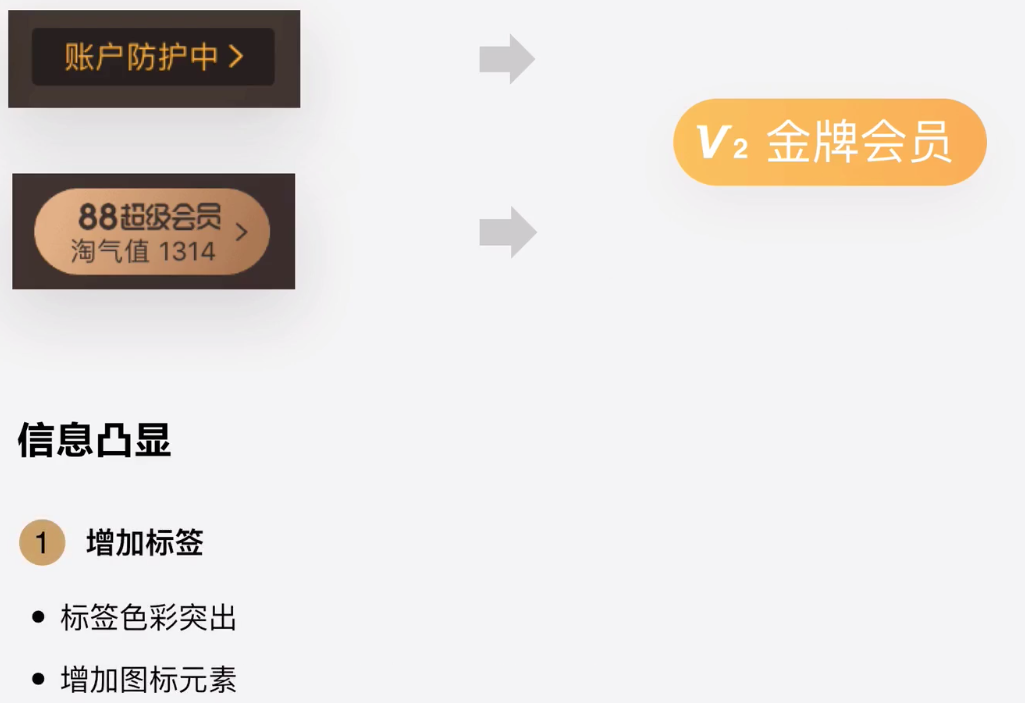 账户防护中 >
V2 金牌会员
88超级会员
淘气值 1314 >
信息凸显
1 增加标签
• 标签色彩突出
• 增加图标元素